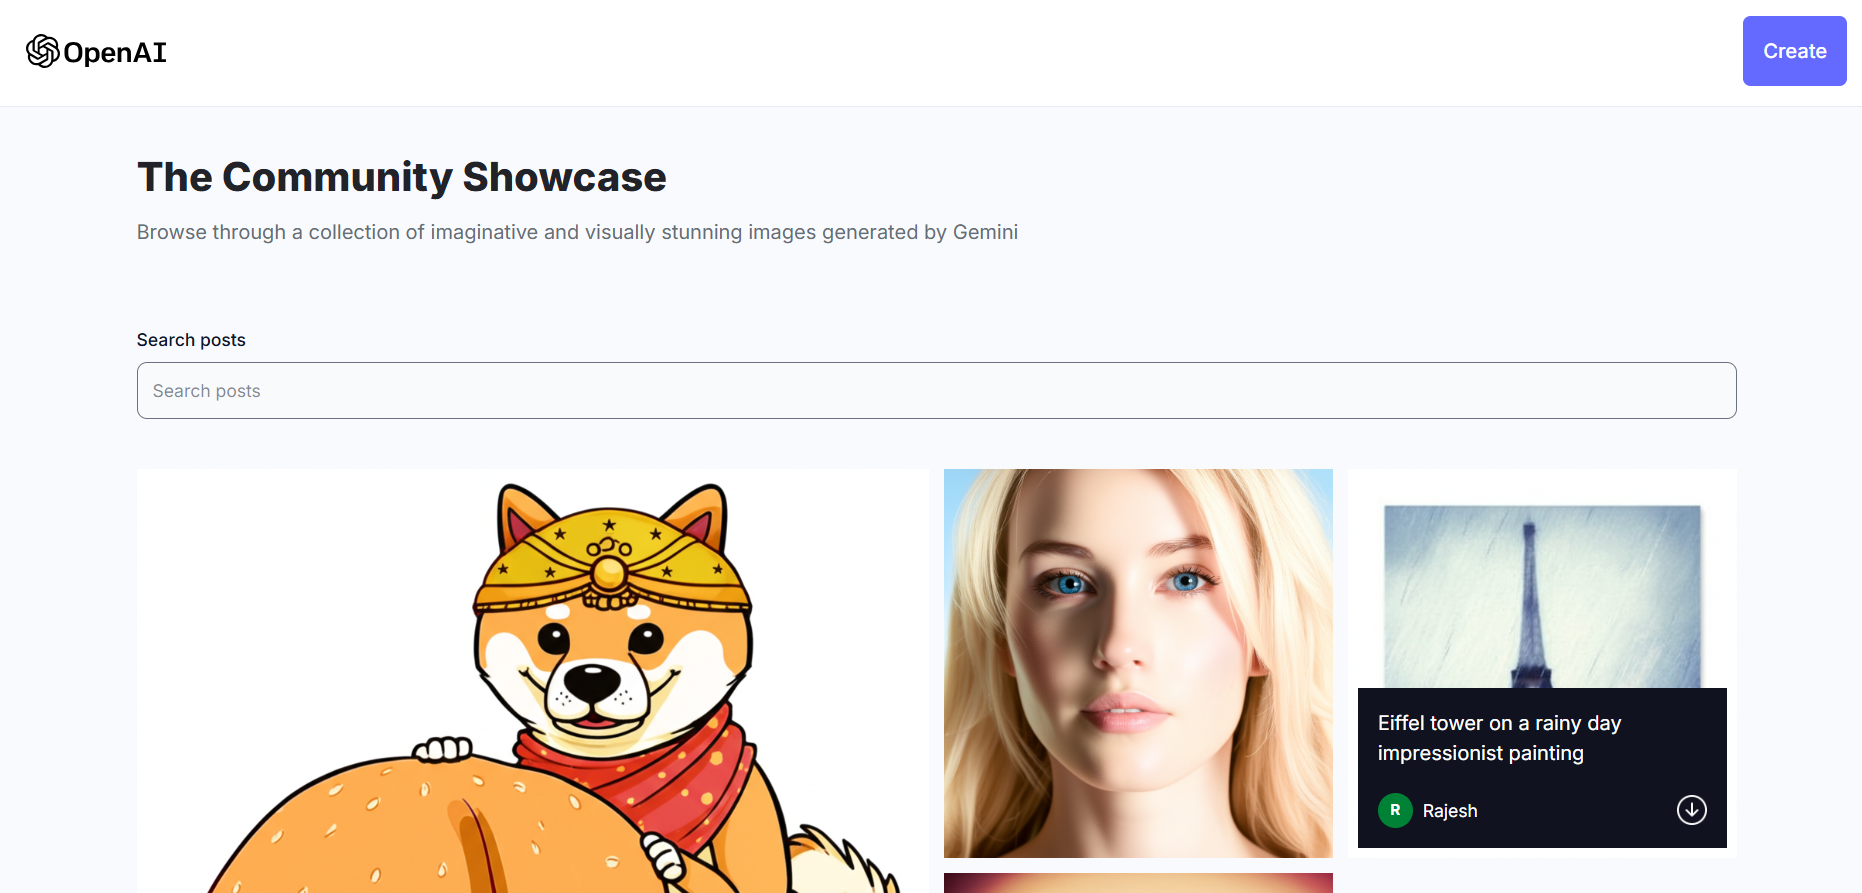 OpenAI
Create
The Community Showcase
Browse through a collection of imaginative and visually stunning images generated by Gemini
Search posts
Search posts
Eiffel tower on a rainy day
impressionist painting
R
Rajesh